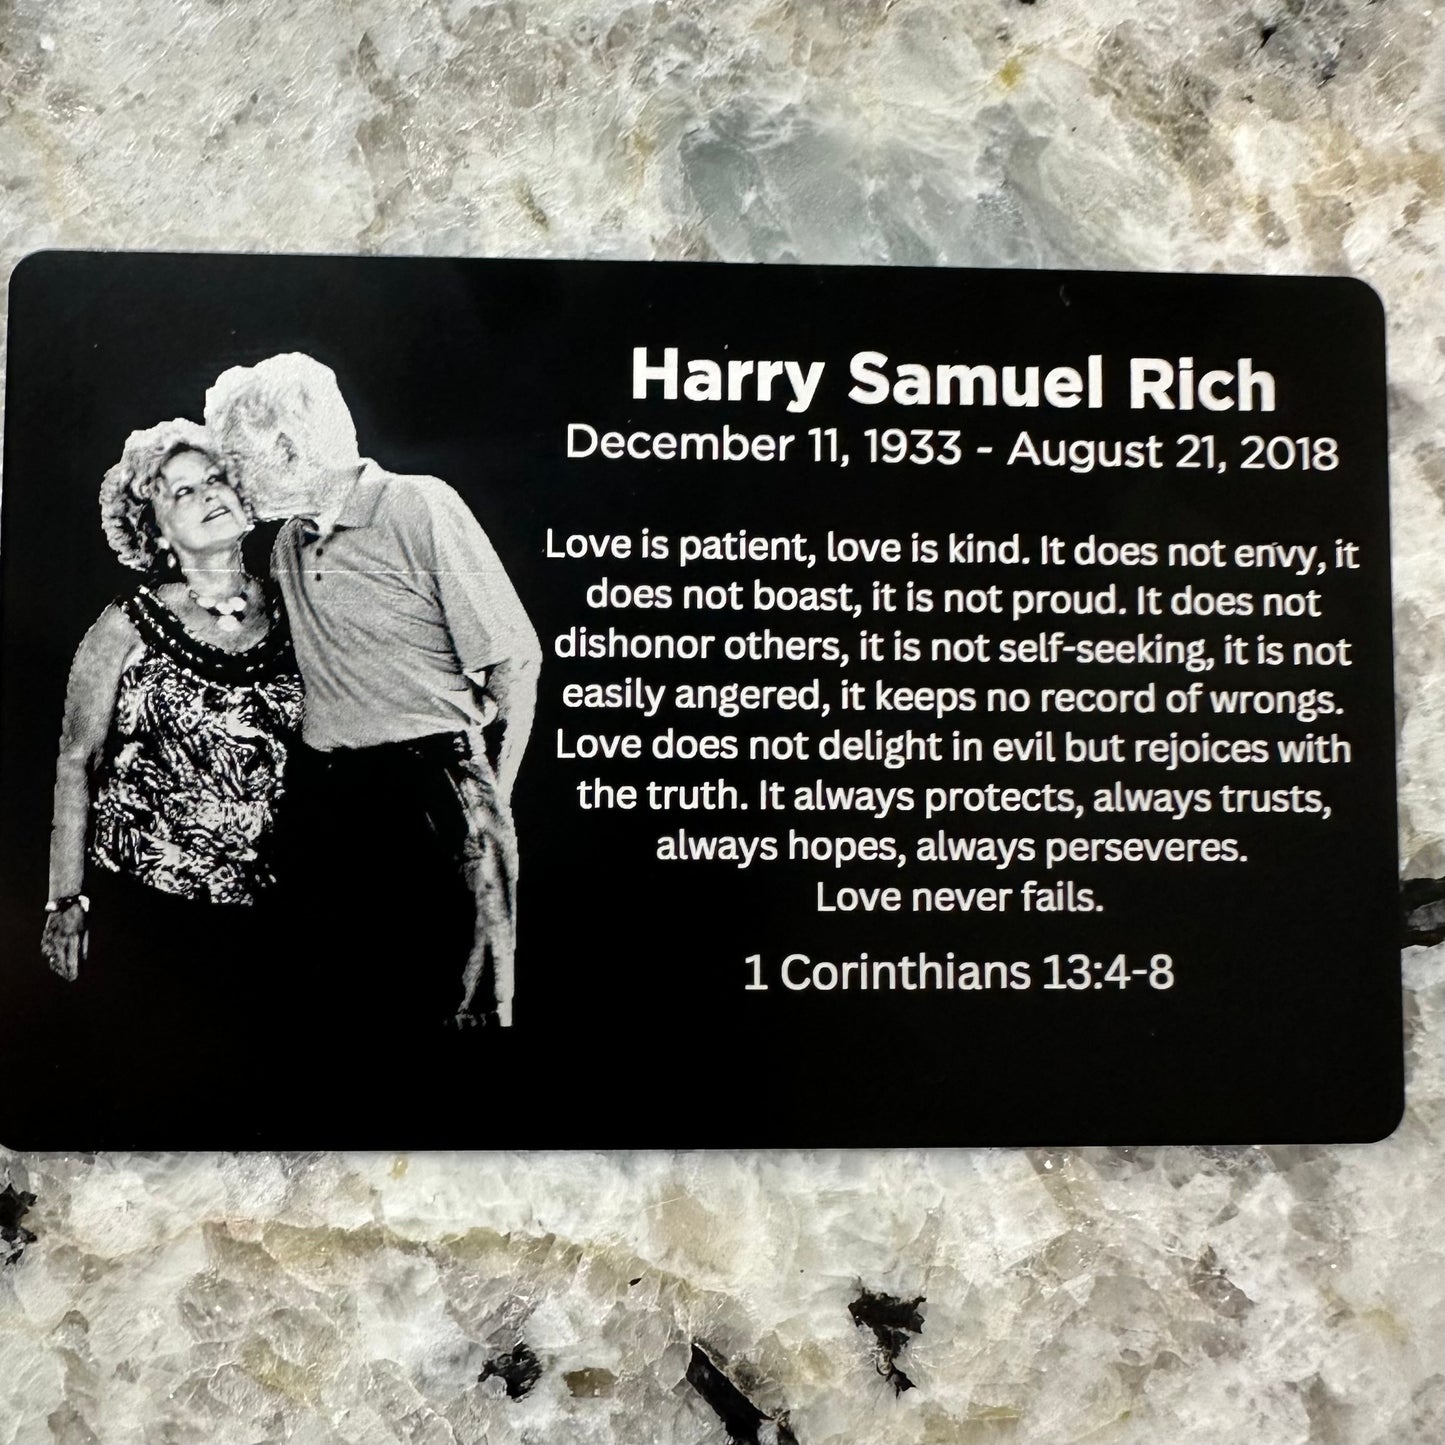 Harry Samuel Rich
December 11, 1933 - August 21, 2018
Love is patient, love is kind. It does not envy, it
does not boast, it is not proud. It does not
dishonor others, it is not self-seeking, it is not
easily angered, it keeps no record of wrongs.
Love does not delight in evil but rejoices with
the truth. It always protects, always trusts,
always hopes, always perseveres.
Love never fails.
1 Corinthians 13:4-8